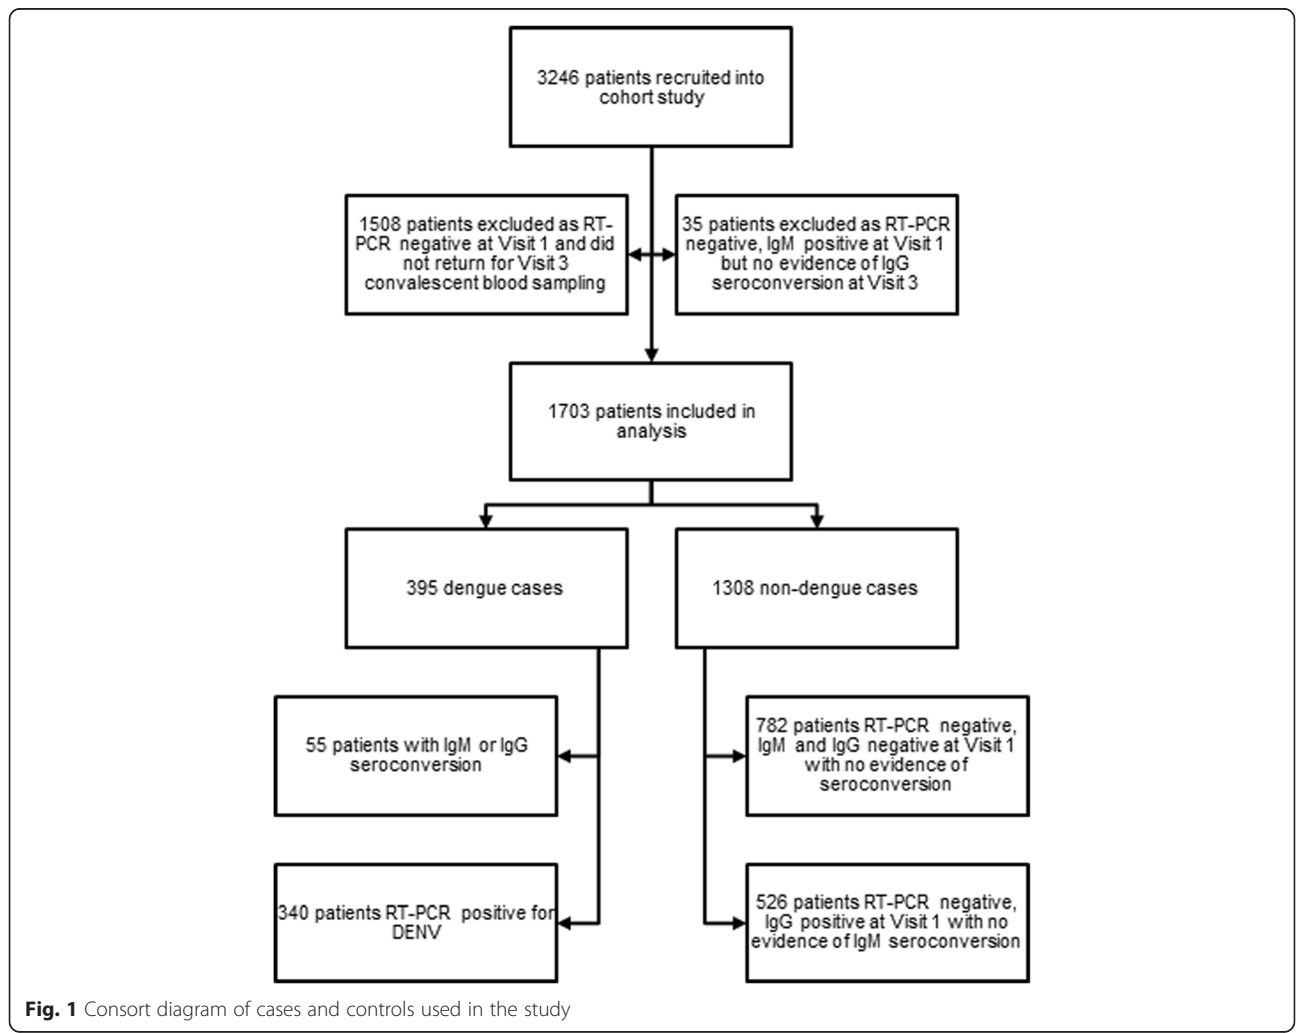 3246 patients recruited into
cohort study
1508 patients excluded as RT-
PCR negative at Visit 1 and did
not return for Visit 3
convalescent blood sampling
35 patients excluded as RT-PCR
negative, IgM positive at Visit 1
but no evidence of IgG
seroconversion at Visit 3
1703 patients included in
analysis
395 dengue cases
1308 non-dengue cases
55 patients with IgM or IgG
seroconversion
782 patients RT-PCR negative,
IgM and IgG negative at Visit 1
with no evidence of
seroconversion
340 patients RT-PCR positive for
DENV
526 patients RT-PCR negative,
IgG positive at Visit 1 with no
evidence of IgM seroconversion
Fig. 1 Consort diagram of cases and controls used in the study